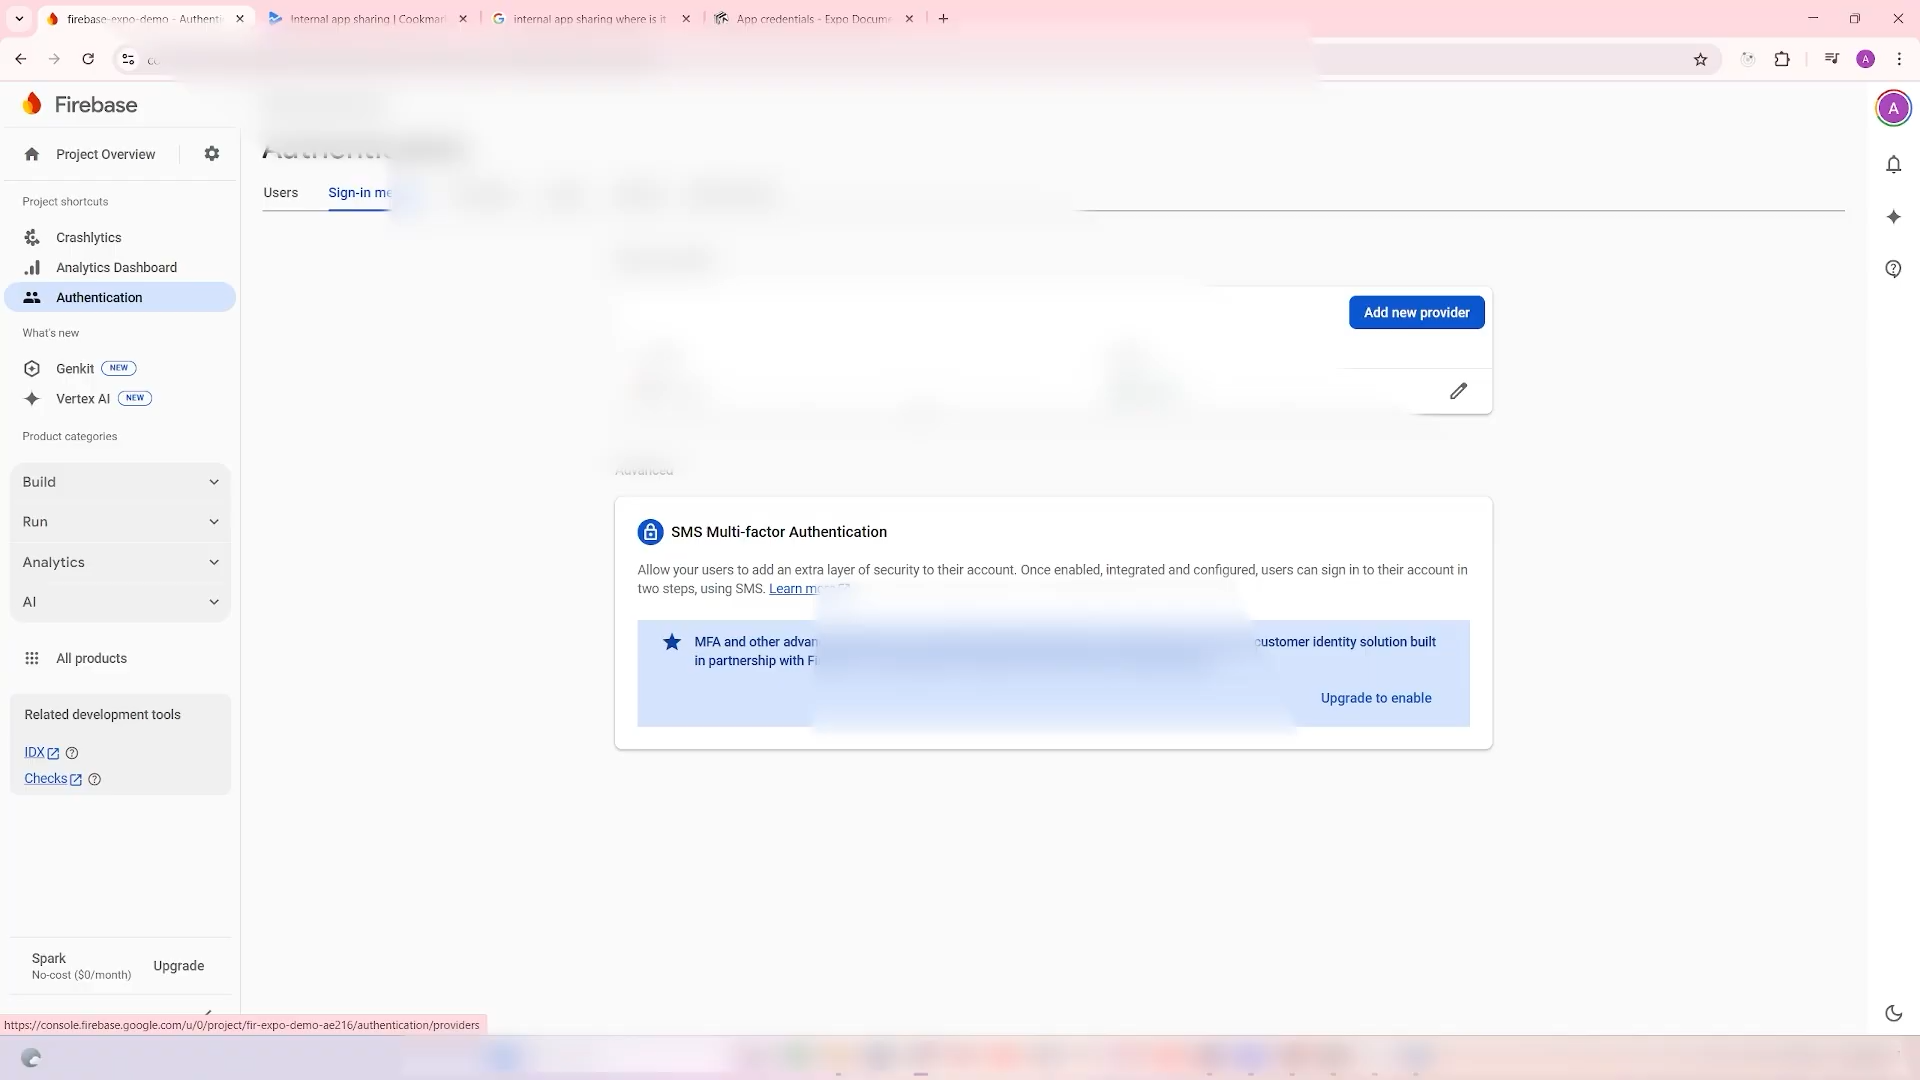 firebase-expo-demo - Authenti
Internal app sharing | Cookmar
internal app sharing where is it
App credentials - Expo Docume
A
Firebase
A
Project Overview
Users
Sign-in me
Project shortcuts
Crashlytics
Analytics Dashboard
Authentication
What's new
Genkit NEW
Vertex AI NEW
Product categories
Build
Run
Analytics
AI
All products
Related development tools
IDX
Checks
Spark
No-cost ($0/month)
Upgrade
Add new provider
Advanced
SMS Multi-factor Authentication
Allow your users to add an extra layer of security to their account. Once enabled, integrated and configured, users can sign in to their account in
two steps, using SMS. Learn more
MFA and other advan customer identity solution built
in partnership with
Upgrade to enable
https://console.firebase.google.com/u/0/project/fir-expo-demo-ae216/authentication/providers